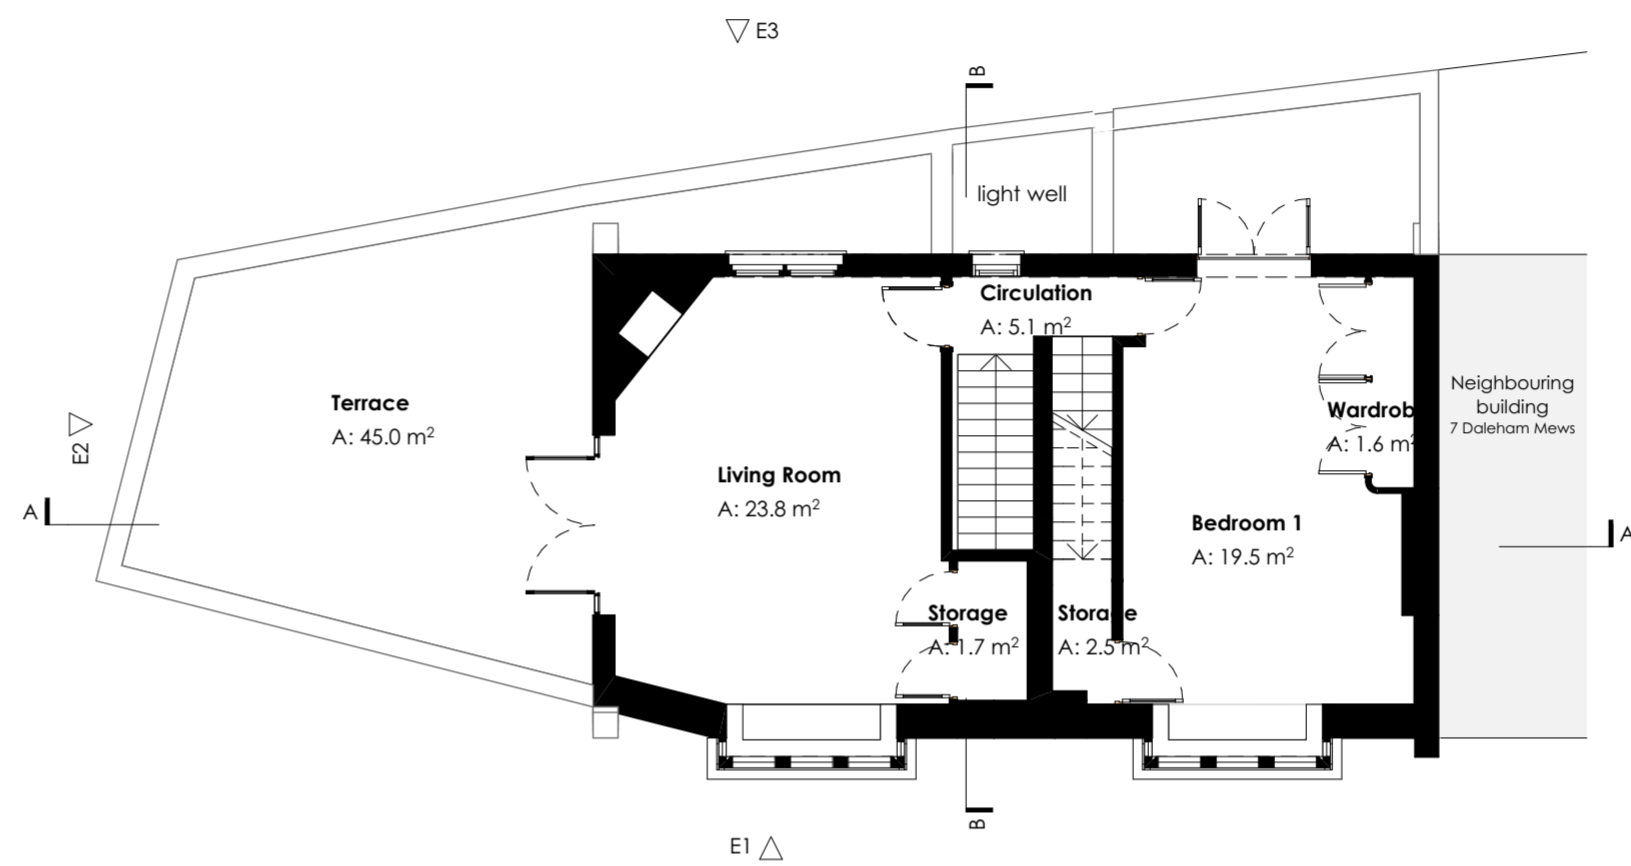 E3
B
light well
Circulation
A: 5.1 m²
Terrace
A: 45.0 m²
E2
Neighbouring
building
7 Daleham Mews
Wardrob
A: 1.6 m²
Living Room
A: 23.8 m²
A
Bedroom 1
A: 19.5 m²
A
Storage
A: 1.7 m²
Storage
A: 2.5 m²
B
E1